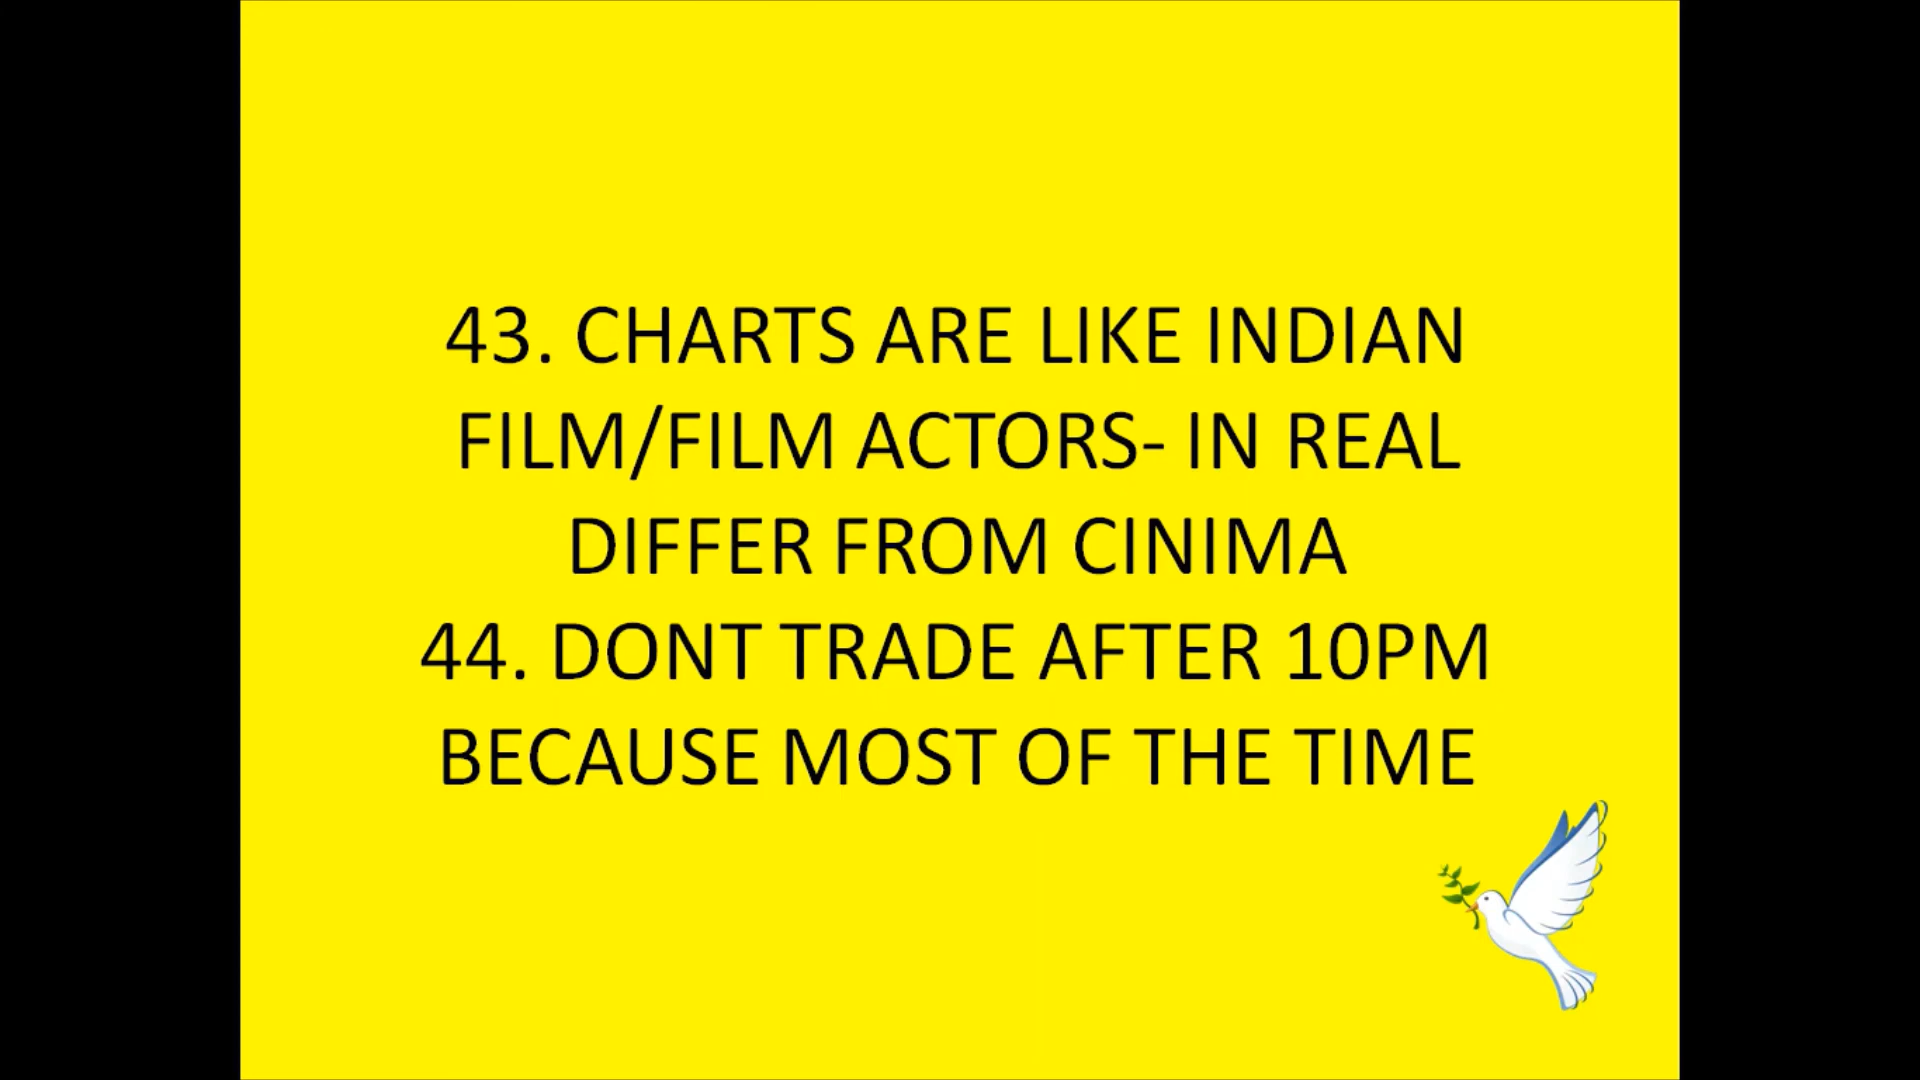 43. CHARTS ARE LIKE INDIAN
FILM/FILM ACTORS- IN REAL
DIFFER FROM CINIMA
44. DONT TRADE AFTER 10PM
BECAUSE MOST OF THE TIME